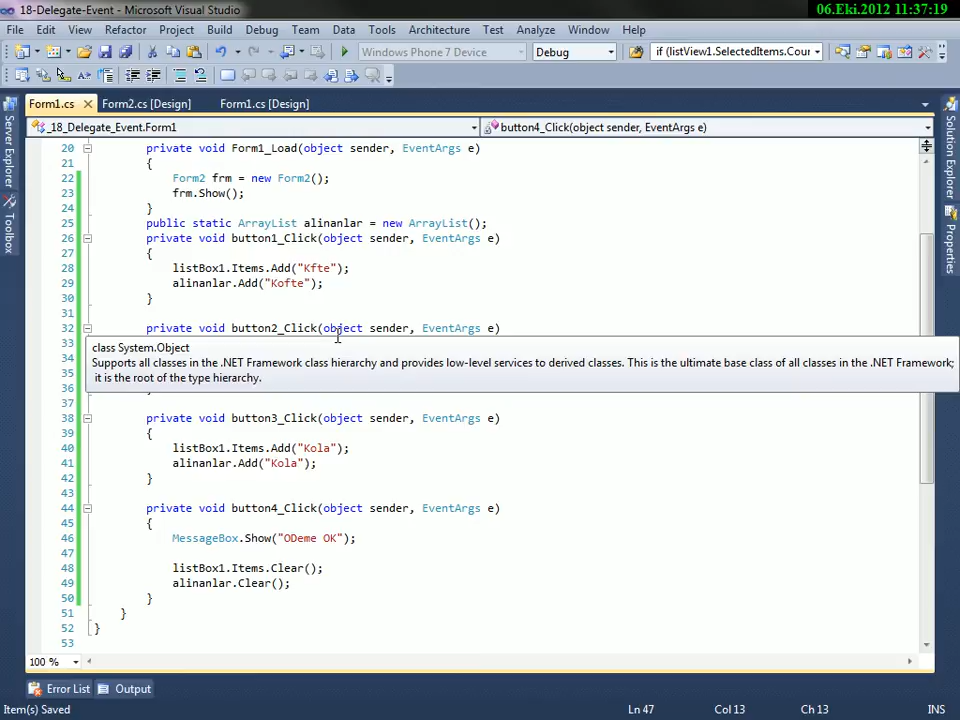 18-Delegate-Event - Microsoft Visual Studio
06.Eki.2012 11:37:19
File Edit View Refactor Project Build Debug Team Data Tools Architecture Test Analyze Window Help
Windows Phone 7 Device Debug if (listView1.SelectedItems.Cour
Form1.cs Form2.cs [Design] Form1.cs [Design]
_18_Delegate_Event.Form1 button4_Click(object sender, EventArgs e)
Server Explorer
Toolbox
Solution Explorer
Properties
20 private void Form1_Load(object sender, EventArgs e)
21 {
22 Form2 frm = new Form2();
23 frm.Show();
24 }
25 public static ArrayList alinanlar = new ArrayList();
26 private void button1_Click(object sender, EventArgs e)
27 {
28 listBox1.Items.Add("Kfte");
29 alinanlar.Add("Kofte");
30 }
31
32 private void button2_Click(object sender, EventArgs e)
33
class System.Object
34
Supports all classes in the .NET Framework class hierarchy and provides low-level services to derived classes. This is the ultimate base class of all classes in the .NET Framework;
35
it is the root of the type hierarchy.
36
37
38 private void button3_Click(object sender, EventArgs e)
39 {
40 listBox1.Items.Add("Kola");
41 alinanlar.Add("Kola");
42 }
43
44 private void button4_Click(object sender, EventArgs e)
45 {
46 MessageBox.Show("ODeme OK");
47
48 listBox1.Items.Clear();
49 alinanlar.Clear();
50 }
51 }
52 }
53
100 %
Error List Output
Item(s) Saved Ln 47 Col 13 Ch 13 INS